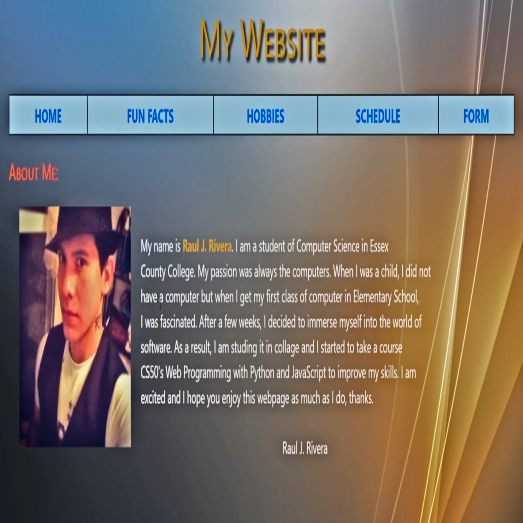 My Website
HOME FUN FACTS HOBBIES SCHEDULE FORM
About Me:
My name is Raul J. Rivera. I am a student of Computer Science in Essex
County College. My passion was always the computers. When I was a child, I did not
have a computer but when I get my first class of computer in Elementary School,
I was fascinated. After a few weeks, I decided to immerse myself into the world of
software. As a result, I am studing it in collage and I started to take a course
CS50's Web Programming with Python and JavaScript to improve my skills. I am
excited and I hope you enjoy this webpage as much as I do, thanks.
Raul J. Rivera